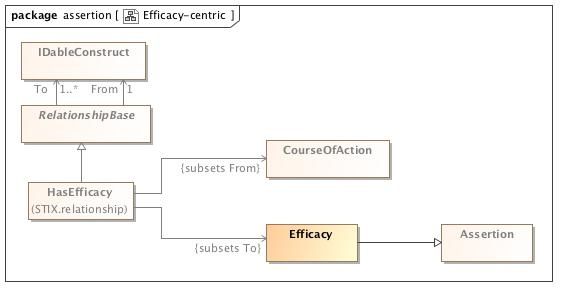 package assertion [ Efficacy-centric ]
IDableConstruct
To 1..* From 1
RelationshipBase
CourseOfAction
{subsets From}
HasEfficacy
(STIX.relationship)
Efficacy
Assertion
{subsets To}